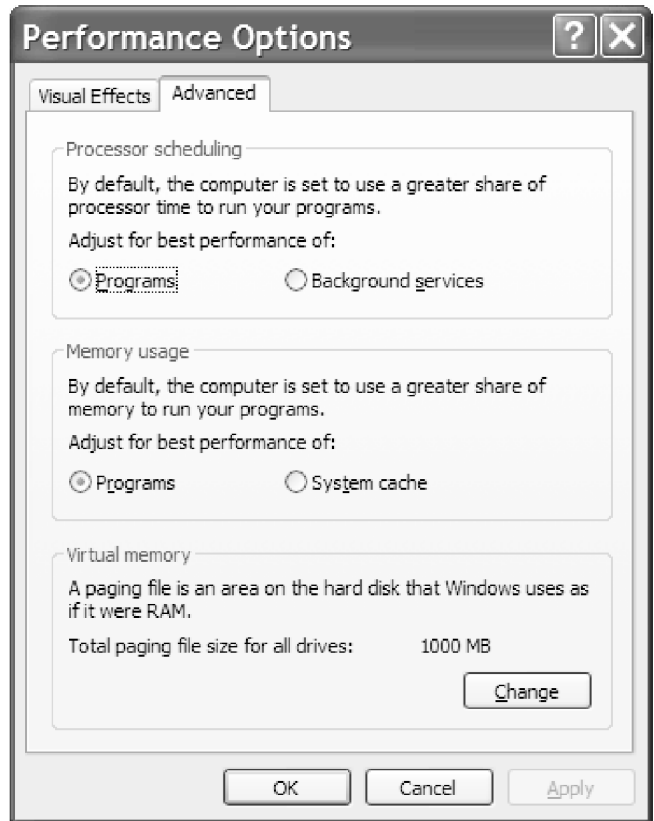 Performance Options
Visual Effects
Advanced
Processor scheduling
By default, the computer is set to use a greater share of
processor time to run your programs.
Adjust for best performance of:
Programs
Background services
Memory usage
By default, the computer is set to use a greater share of
memory to run your programs.
Adjust for best performance of:
Programs
System cache
Virtual memory
A paging file is an area on the hard disk that Windows uses as
if it were RAM.
Total paging file size for all drives: 1000 MB
Change
OK
Cancel
Apply